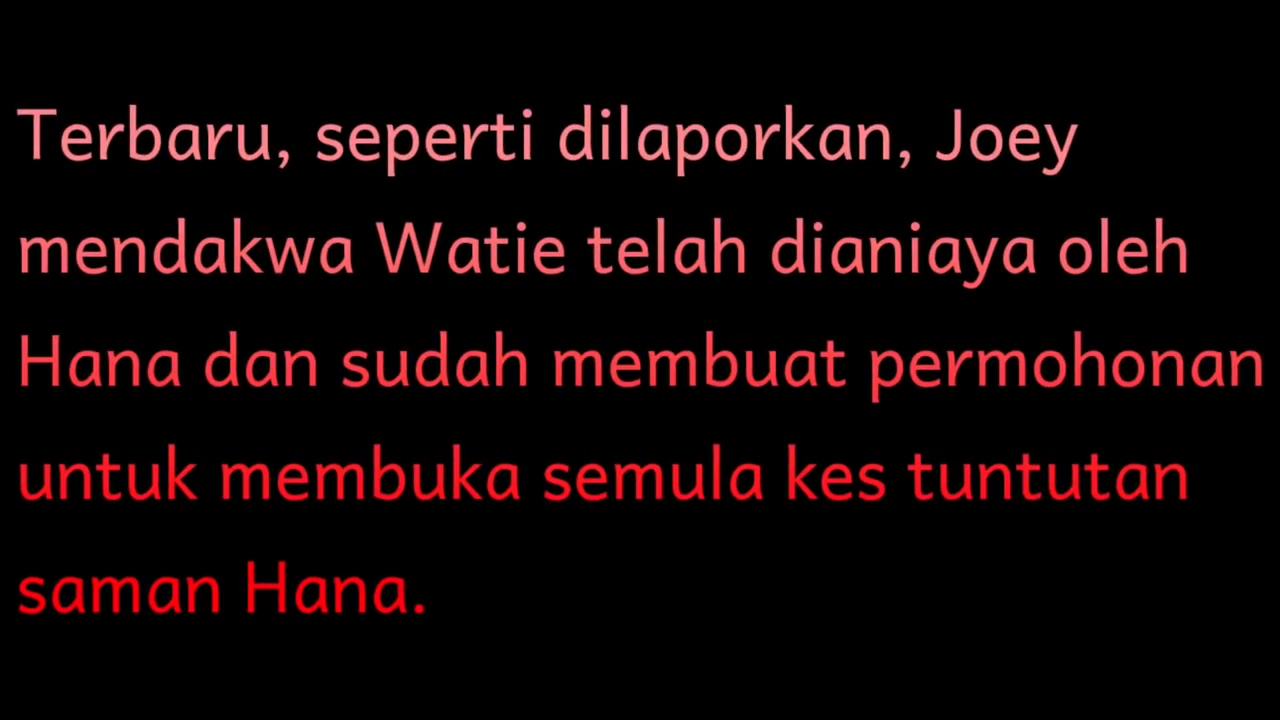 Terbaru, seperti dilaporkan, Joey
mendakwa Watie telah dianiaya oleh
Hana dan sudah membuat permohonan
untuk membuka semula kes tuntutan
saman Hana.